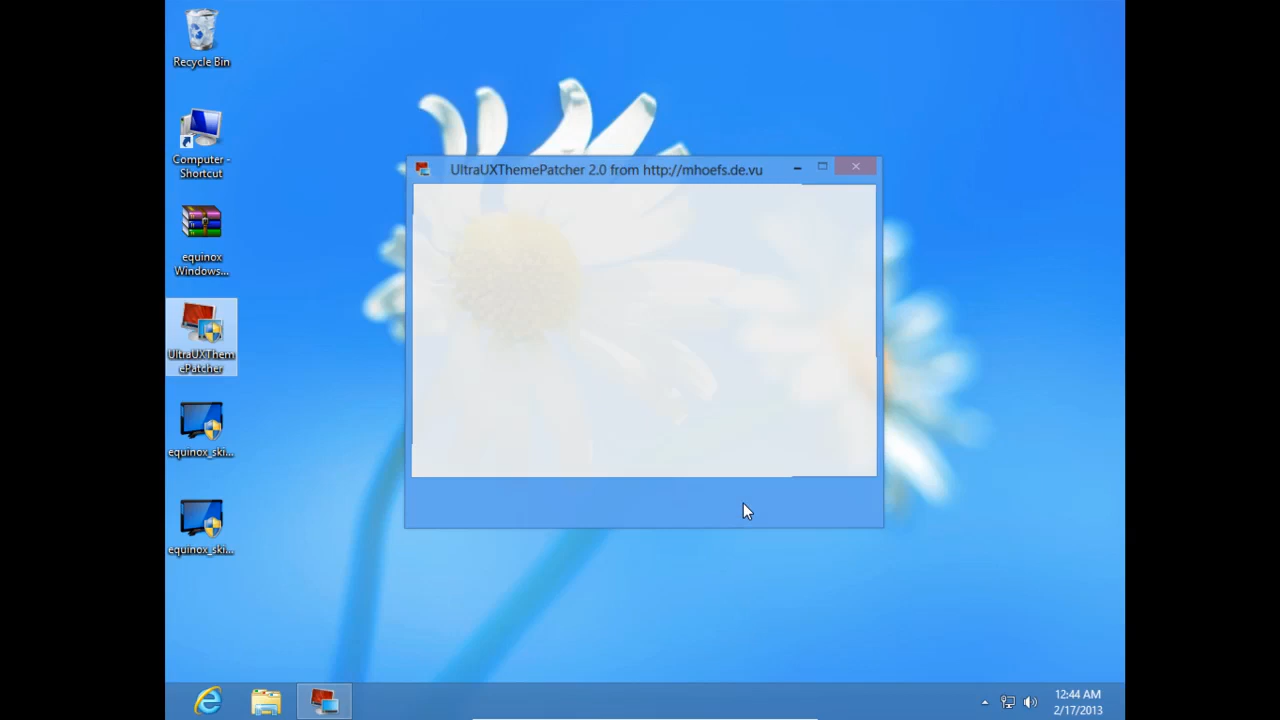 Recycle Bin
Computer -
Shortcut
equinox
Windows...
UltraUXThem
ePatcher
equinox_ski...
equinox_ski...
UltraUXThemePatcher 2.0 from http://mhoefs.de.vu
12:44 AM
2/17/2013